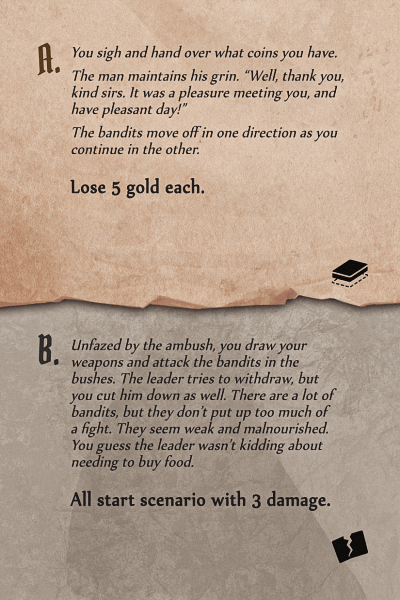 A.
You sigh and hand over what coins you have.
The man maintains his grin. “Well, thank you,
kind sirs. It was a pleasure meeting you, and
have pleasant day!”
The bandits move off in one direction as you
continue in the other.
Lose 5 gold each.
B.
Unfazed by the ambush, you draw your
weapons and attack the bandits in the
bushes. The leader tries to withdraw, but
you cut him down as well. There are a lot of
bandits, but they don’t put up too much of
a fight. They seem weak and malnourished.
You guess the leader wasn’t kidding about
needing to buy food.
All start scenario with 3 damage.